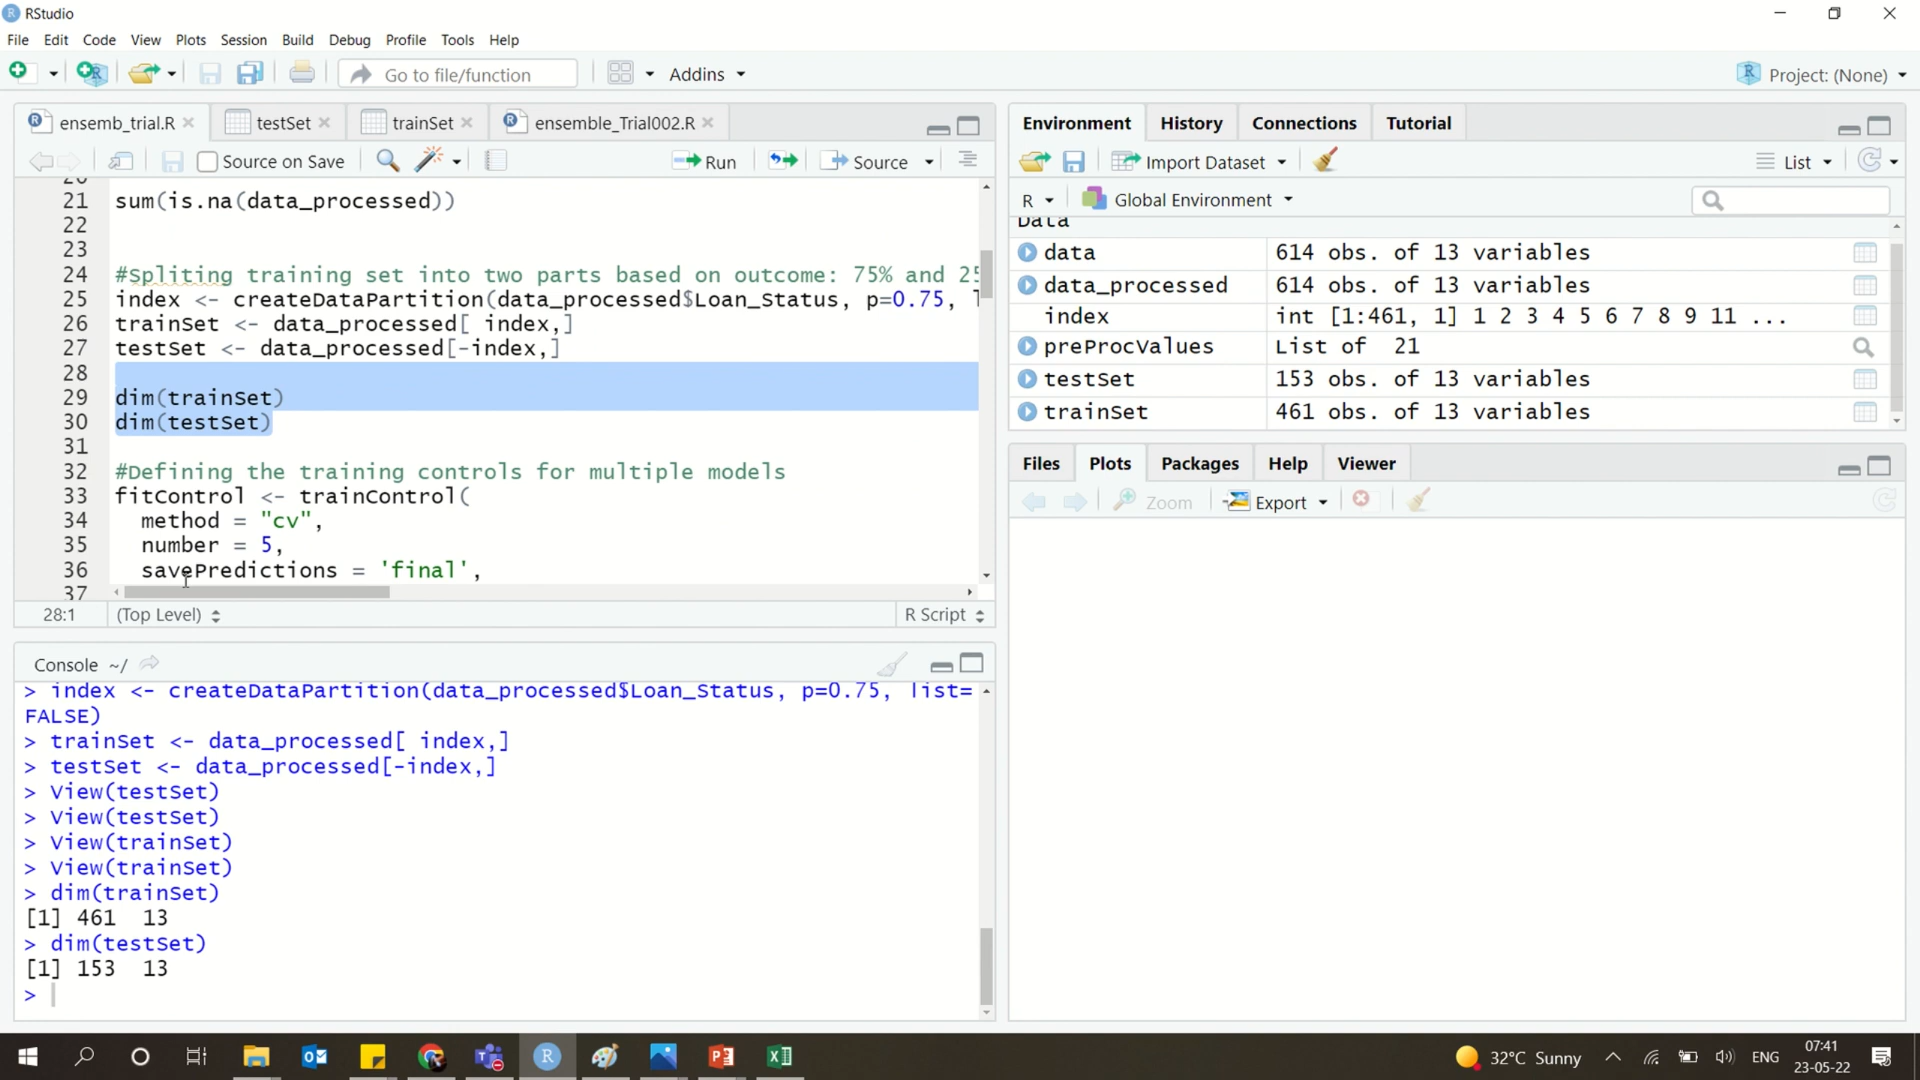 RStudio
File Edit Code View Plots Session Build Debug Profile Tools Help
Go to file/function
Addins
Project: (None)
ensemb_trial.R
testSet
trainSet
ensemble_Trial002.R
Source on Save
Run
Source
20
21 sum(is.na(data_processed))
22
23
24 #Spliting training set into two parts based on outcome: 75% and 25
25 index <- createDataPartition(data_processed$Loan_Status, p=0.75, l
26 trainSet <- data_processed[ index,]
27 testSet <- data_processed[-index,]
28
29 dim(trainSet)
30 dim(testSet)
31
32 #Defining the training controls for multiple models
33 fitControl <- trainControl(
34 method = "cv",
35 number = 5,
36 savePredictions = 'final',
37
28:1 (Top Level) R Script
Console ~/
> index <- createDataPartition(data_processed$Loan_Status, p=0.75, list=
FALSE)
> trainSet <- data_processed[ index,]
> testSet <- data_processed[-index,]
> View(testSet)
> View(testSet)
> View(trainSet)
> View(trainSet)
> dim(trainSet)
[1] 461 13
> dim(testSet)
[1] 153 13
>
Environment History Connections Tutorial
Import Dataset
List
R Global Environment
Data
data 614 obs. of 13 variables
data_processed 614 obs. of 13 variables
index int [1:461, 1] 1 2 3 4 5 6 7 8 9 11 ...
preProcValues List of 21
testSet 153 obs. of 13 variables
trainSet 461 obs. of 13 variables
Files Plots Packages Help Viewer
Zoom Export
32°C Sunny
ENG
07:41
23-05-22